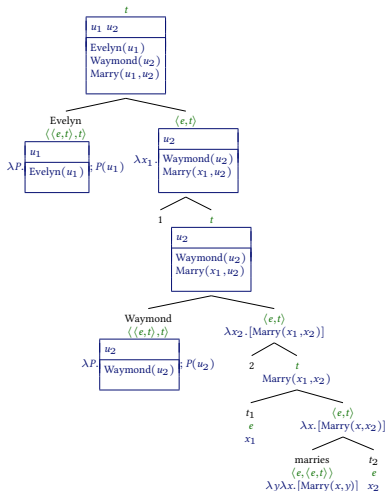 t
u₁ u₂
Evelyn(u₁)
Waymond(u₂)
Marry(u₁,u₂)
Evelyn
⟨⟨e,t⟩,t⟩
λP.
u₁
Evelyn(u₁)
; P(u₁)
⟨e,t⟩
λx₁.
u₂
Waymond(u₂)
Marry(x₁,u₂)
1
t
u₂
Waymond(u₂)
Marry(x₁,u₂)
Waymond
⟨⟨e,t⟩,t⟩
λP.
u₂
Waymond(u₂)
; P(u₂)
⟨e,t⟩
λx₂.[Marry(x₁,x₂)]
2
t
Marry(x₁,x₂)
t₁
e
x₁
⟨e,t⟩
λx.[Marry(x,x₂)]
marries
⟨e,⟨e,t⟩⟩
λyλx.[Marry(x,y)]
t₂
e
x₂